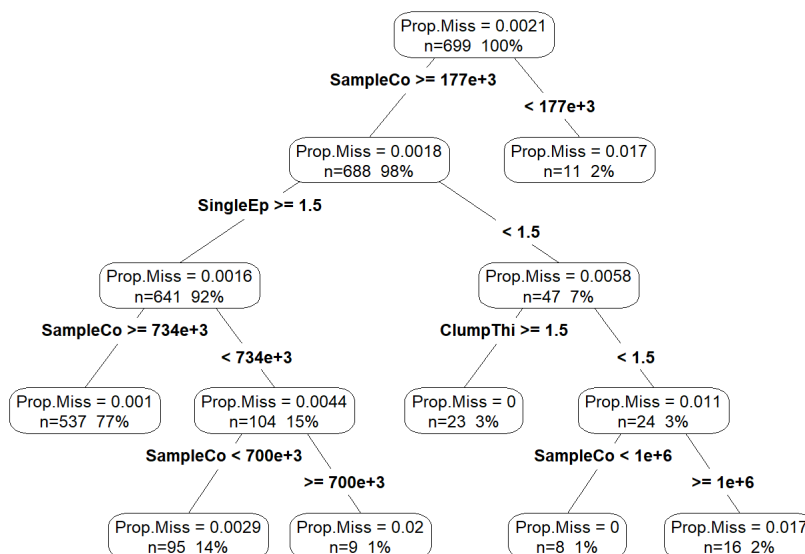 Prop.Miss = 0.0021
n=699 100%
SampleCo >= 177e+3
< 177e+3
Prop.Miss = 0.0018
n=688 98%
Prop.Miss = 0.017
n=11 2%
SingleEp >= 1.5
< 1.5
Prop.Miss = 0.0016
n=641 92%
Prop.Miss = 0.0058
n=47 7%
SampleCo >= 734e+3
< 734e+3
ClumpThi >= 1.5
< 1.5
Prop.Miss = 0.001
n=537 77%
Prop.Miss = 0.0044
n=104 15%
Prop.Miss = 0
n=23 3%
Prop.Miss = 0.011
n=24 3%
SampleCo < 700e+3
>= 700e+3
SampleCo < 1e+6
>= 1e+6
Prop.Miss = 0.0029
n=95 14%
Prop.Miss = 0.02
n=9 1%
Prop.Miss = 0
n=8 1%
Prop.Miss = 0.017
n=16 2%